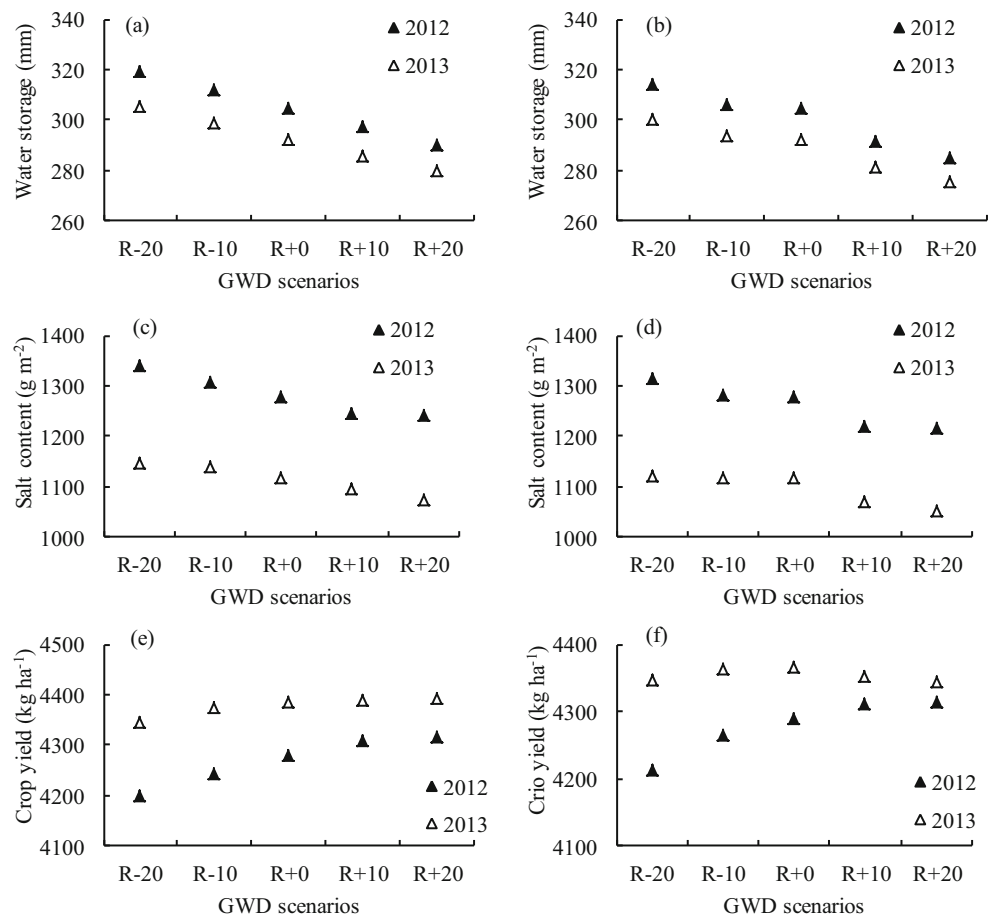 (a)
2012
2013
Water storage (mm)
340
320
300
280
260
R-20 R-10 R+0 R+10 R+20
GWD scenarios
(b)
2012
2013
Water storage (mm)
340
320
300
280
260
R-20 R-10 R+0 R+10 R+20
GWD scenarios
(c)
2012
2013
Salt content (g m⁻²)
1400
1300
1200
1100
1000
R-20 R-10 R+0 R+10 R+20
GWD scenarios
(d)
2012
2013
Salt content (g m⁻²)
1400
1300
1200
1100
1000
R-20 R-10 R+0 R+10 R+20
GWD scenarios
(e)
Crop yield (kg ha⁻¹)
4500
4400
4300
4200
4100
2012
2013
R-20 R-10 R+0 R+10 R+20
GWD scenarios
(f)
Crio yield (kg ha⁻¹)
4400
4300
4200
4100
2012
2013
R-20 R-10 R+0 R+10 R+20
GWD scenarios